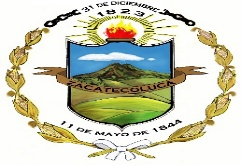 31 DE DICIEMBRE
1823
ZACATECOLUCA
11 DE MAYO DE 1844